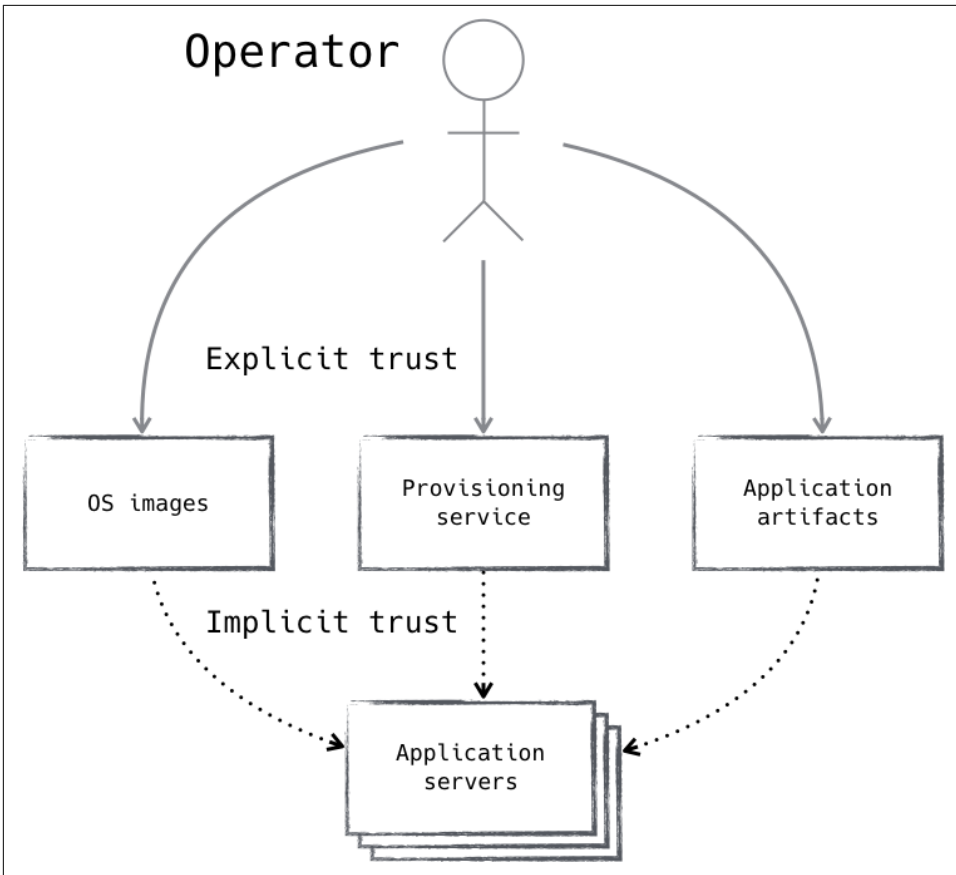 Operator
Explicit trust
OS images
Provisioning
service
Application
artifacts
Implicit trust
Application
servers